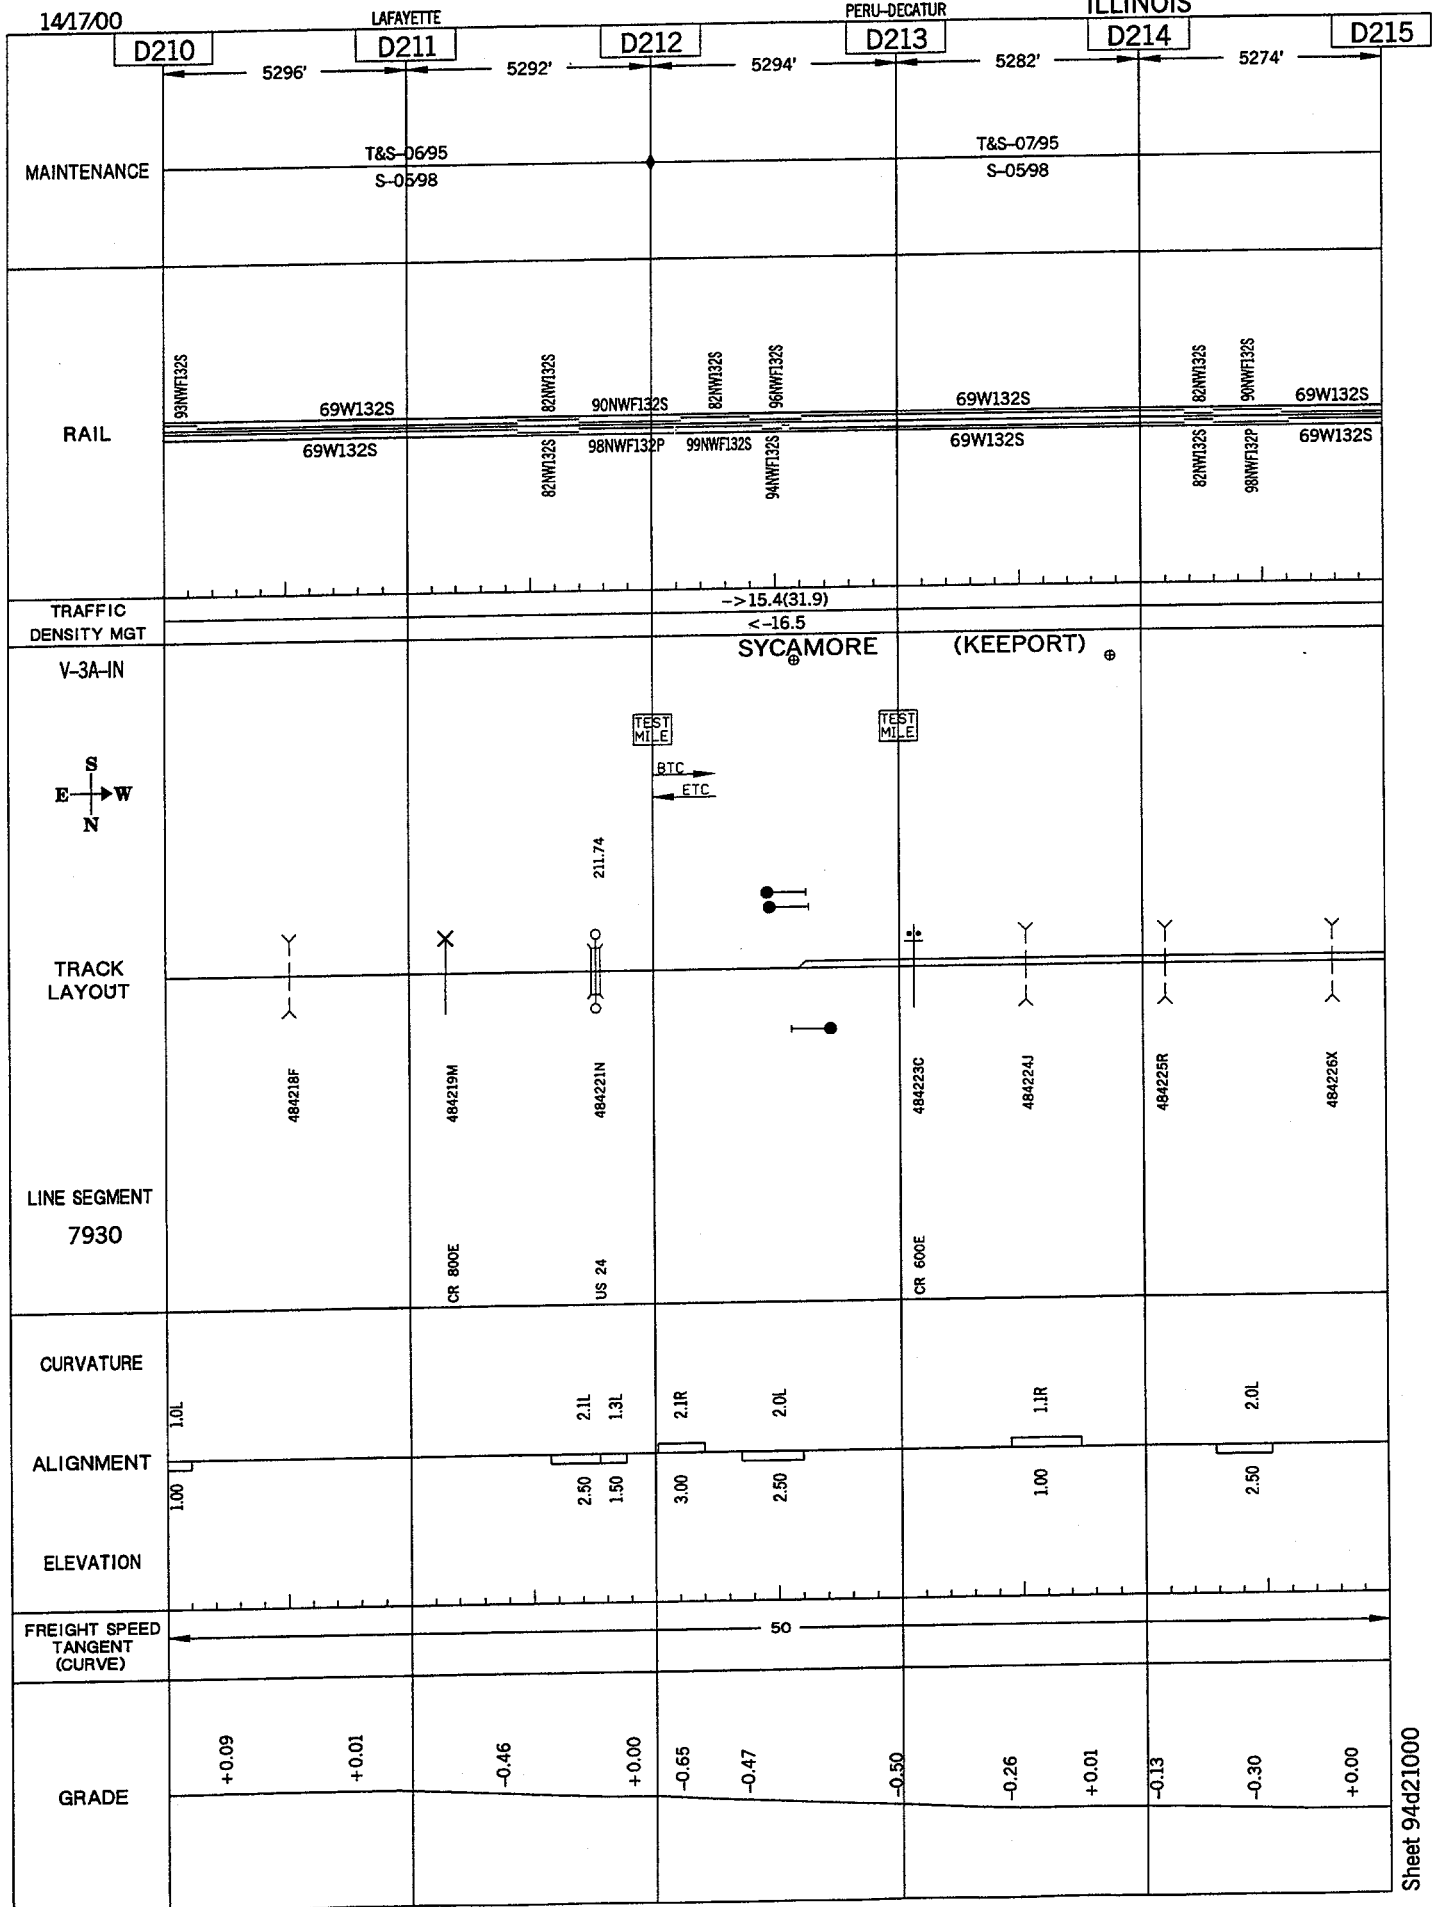 14/17/00
LAFAYETTE
PERU-DECATUR
ILLINOIS
D210
D211
D212
D213
D214
D215
5296'
5292'
5294'
5282'
5274'
MAINTENANCE
T&S-06/95
S-05/98
T&S-07/95
S-05/98
RAIL
93NWF132S
69W132S
82NW132S
90NWF132S
82NW132S
96NWF132S
69W132S
82NW132S
90NWF132S
69W132S
69W132S
82NW132S
98NWF132P
99NWF132S
94NWF132S
69W132S
82NW132S
98NWF132P
69W132S
TRAFFIC
DENSITY MGT
->15.4(31.9)
<-16.5
V-3A-IN
SYCAMORE
(KEEPORT)
TEST
MILE
TEST
MILE
BTC
ETC
S
E
W
N
211.74
TRACK
LAYOUT
484218F
484219M
484221N
484223C
484224J
484225R
484226X
LINE SEGMENT
7930
CR 800E
US 24
CR 600E
CURVATURE
1.0L
2.1L
1.3L
2.1R
2.0L
1.1R
2.0L
ALIGNMENT
1.00
2.50
1.50
3.00
2.50
1.00
2.50
ELEVATION
FREIGHT SPEED
TANGENT
(CURVE)
50
GRADE
+0.09
+0.01
-0.46
+0.00
-0.65
-0.47
-0.50
-0.26
+0.01
-0.13
-0.30
+0.00
Sheet 94d21000